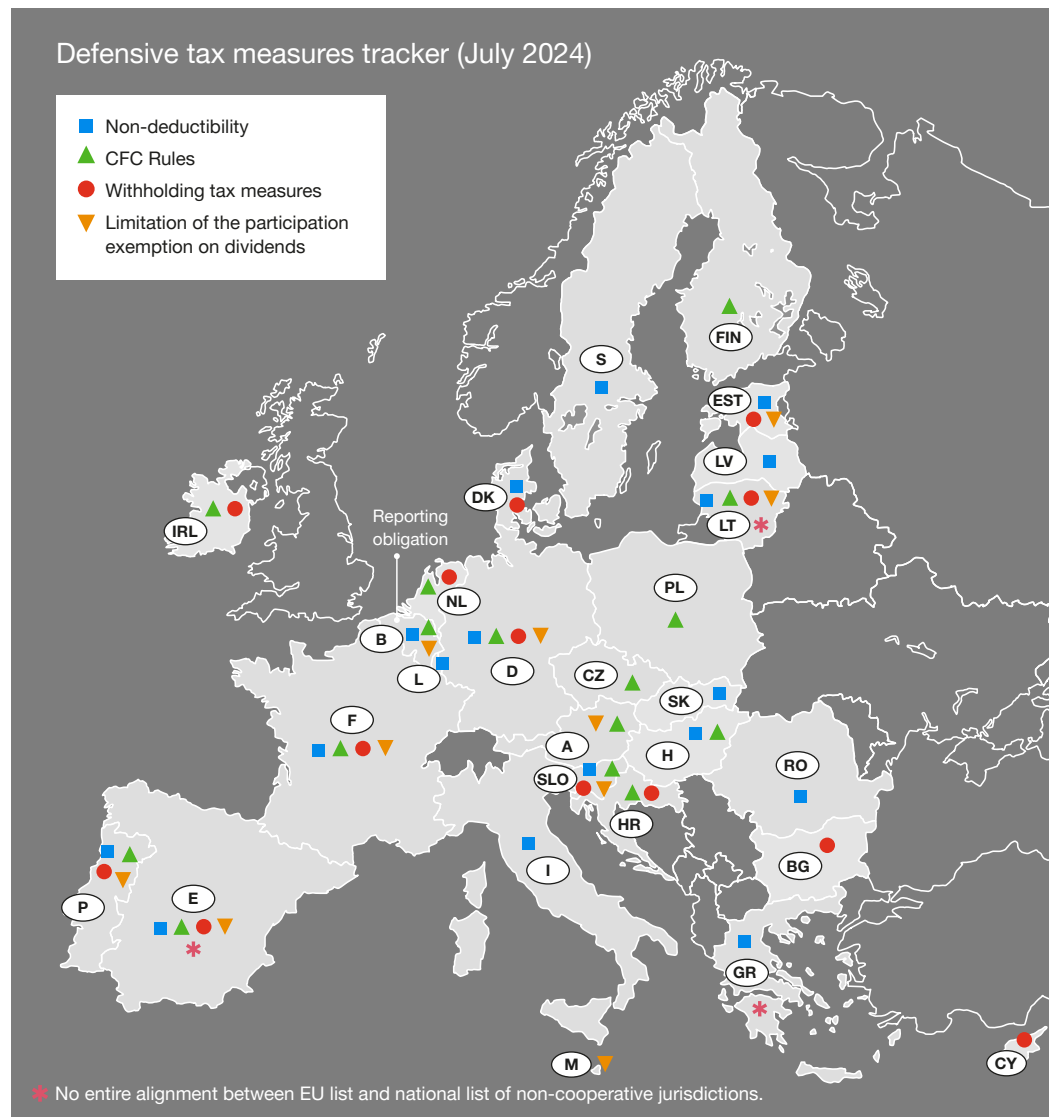 Defensive tax measures tracker (July 2024)
Non-deductibility
CFC Rules
Withholding tax measures
Limitation of the participation
exemption on dividends
FIN
S
EST
LV
DK
LT
IRL
Reporting
obligation
NL
PL
B
L
D
CZ
SK
F
A
H
SLO
RO
HR
I
BG
P
E
GR
M
CY
* No entire alignment between EU list and national list of non-cooperative jurisdictions.